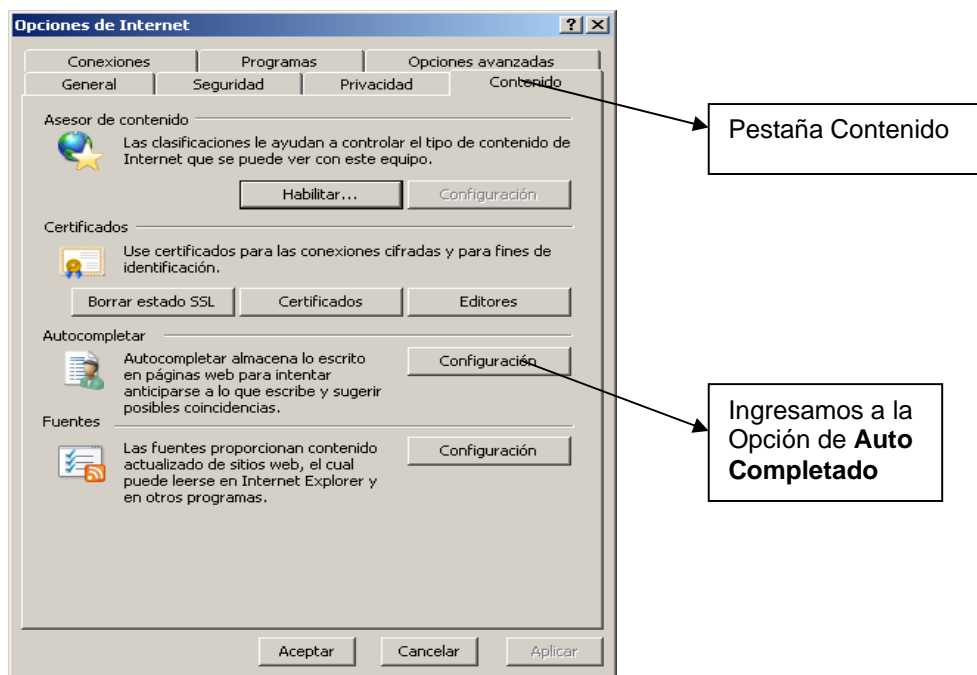 Opciones de Internet
Conexiones
Programas
Opciones avanzadas
General
Seguridad
Privacidad
Contenido
Asesor de contenido
Las clasificaciones le ayudan a controlar el tipo de contenido de
Internet que se puede ver con este equipo.
Habilitar...
Configuración
Certificados
Use certificados para las conexiones cifradas y para fines de
identificación.
Borrar estado SSL
Certificados
Editores
Autocompletar
Autocompletar almacena lo escrito
en páginas web para intentar
anticiparse a lo que escribe y sugerir
posibles coincidencias.
Configuración
Fuentes
Las fuentes proporcionan contenido
actualizado de sitios web, el cual
puede leerse en Internet Explorer y
en otros programas.
Configuración
Aceptar
Cancelar
Aplicar
Pestaña Contenido
Ingresamos a la
Opción de Auto
Completado